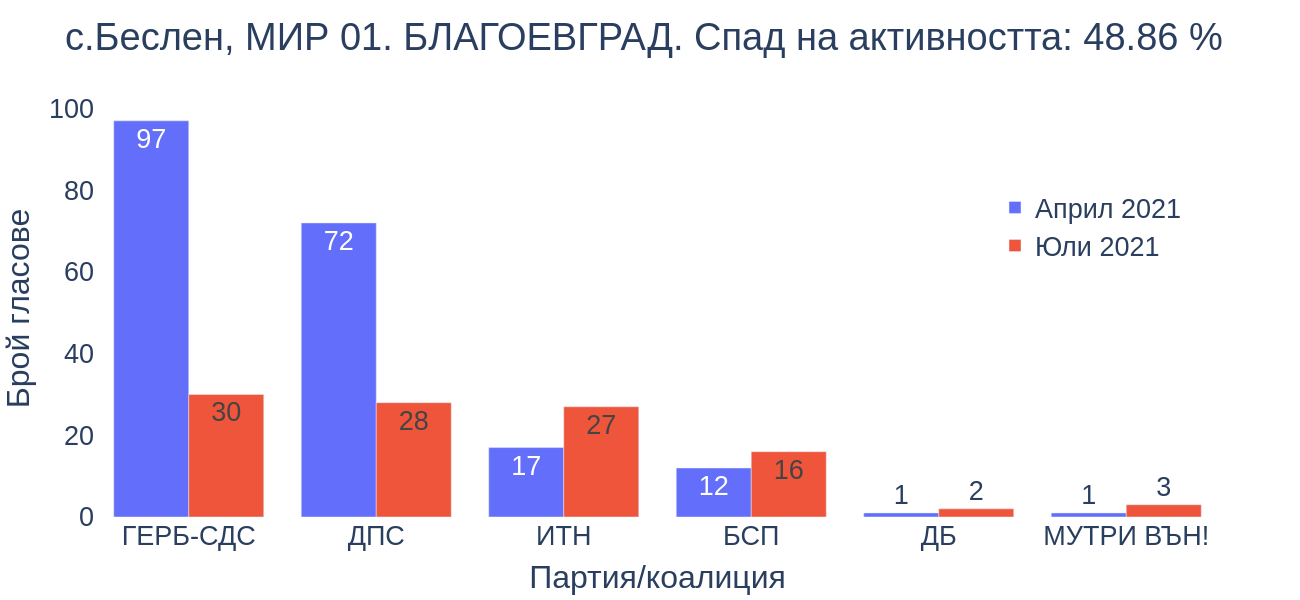 с.Беслен, МИР 01. БЛАГОЕВГРАД. Спад на активността: 48.86 %
100
80
60
40
20
0
Брой гласове
97
30
72
28
17
27
12
16
1
2
1
3
Април 2021
Юли 2021
ГЕРБ-СДС
ДПС
ИТН
БСП
ДБ
МУТРИ ВЪН!
Партия/коалиция